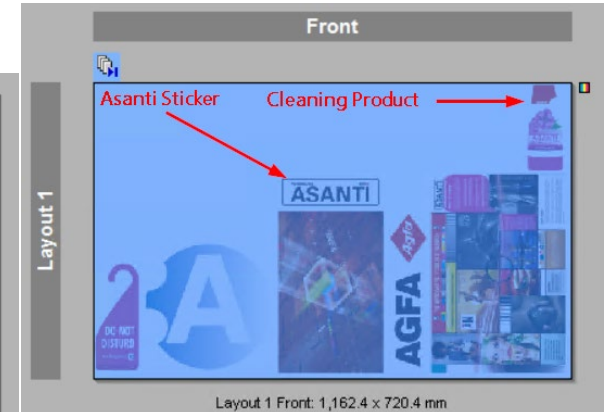 Front
Asanti Sticker
Cleaning Product
Layout 1
ASANTI
Agfa
AGFA
A
DO NOT
DISTURB
Layout 1 Front: 1,162.4 x 720.4 mm